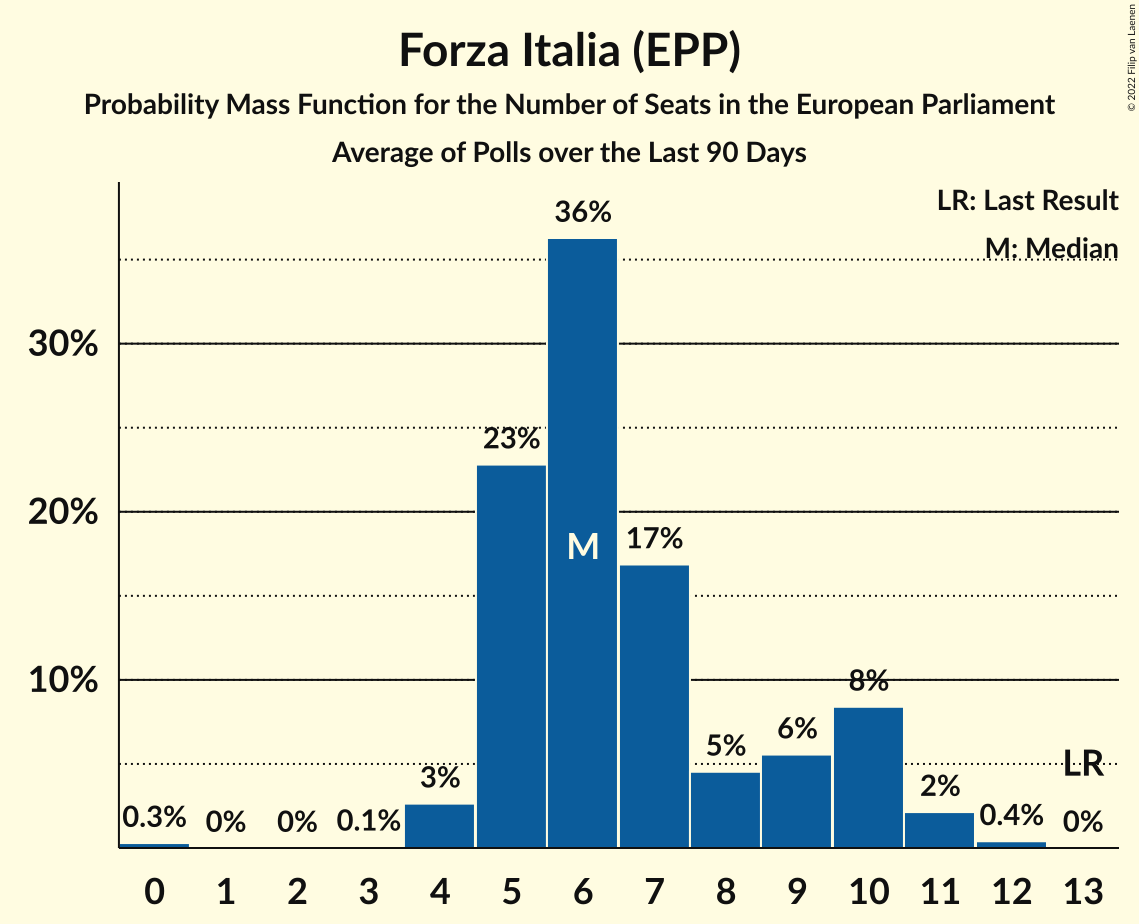 Forza Italia (EPP)
Probability Mass Function for the Number of Seats in the European Parliament
Average of Polls over the Last 90 Days
© 2022 Filip van Laenen
LR: Last Result
M: Median
36%
30%
23%
20%
M
17%
10%
8%
6%
5%
LR
3%
2%
0.3%
0%
0%
0.1%
0.4%
0%
0 1 2 3 4 5 6 7 8 9 10 11 12 13